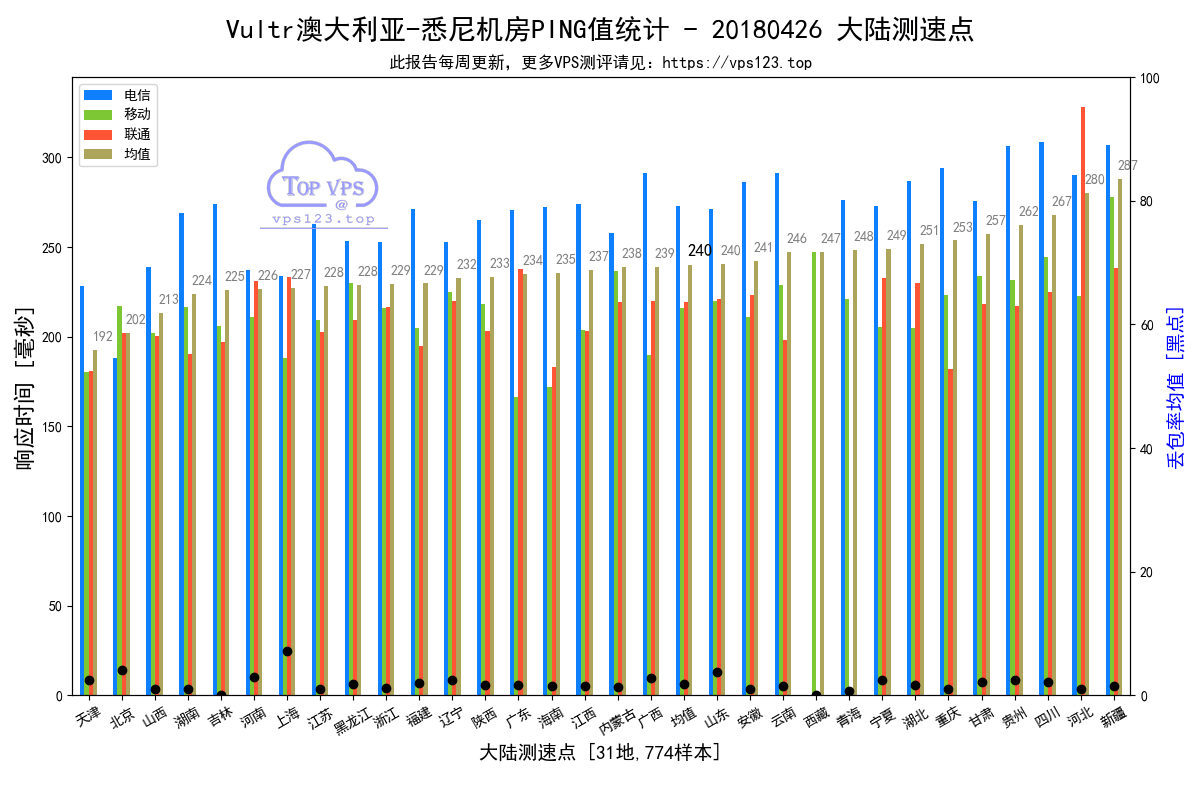 Vultr澳大利亚-悉尼机房PING值统计 - 20180426 大陆测速点
此报告每周更新，更多VPS测评请见：https://vps123.top
电信
移动
联通
均值
TOP VPS
@
vps123.top
响应时间 [毫秒]
300
250
200
150
100
50
0
192 202 213 224 225 226 227 228 228 229 229 232 233 234 235 237 238 239 240 240 241 246 247 248 249 251 253 257 262 267 280 287
100
80
60
40
20
0
丢包率均值 [黑点]
天津 北京 山西 湖南 吉林 河南 上海 江苏 黑龙江 浙江 福建 辽宁 陕西 广东 海南 江西 内蒙古 广西 均值 山东 安徽 云南 西藏 青海 宁夏 湖北 重庆 甘肃 贵州 四川 河北 新疆
大陆测速点 [31地,774样本]